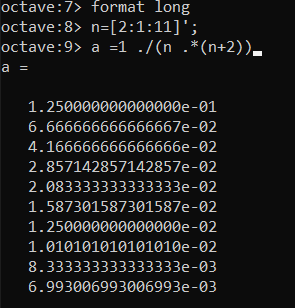 octave:7> format long
octave:8> n=[2:1:11]';
octave:9> a =1 ./(n .*(n+2))
a =
1.250000000000000e-01
6.666666666666667e-02
4.166666666666666e-02
2.857142857142857e-02
2.083333333333333e-02
1.587301587301587e-02
1.250000000000000e-02
1.010101010101010e-02
8.333333333333333e-03
6.993006993006993e-03